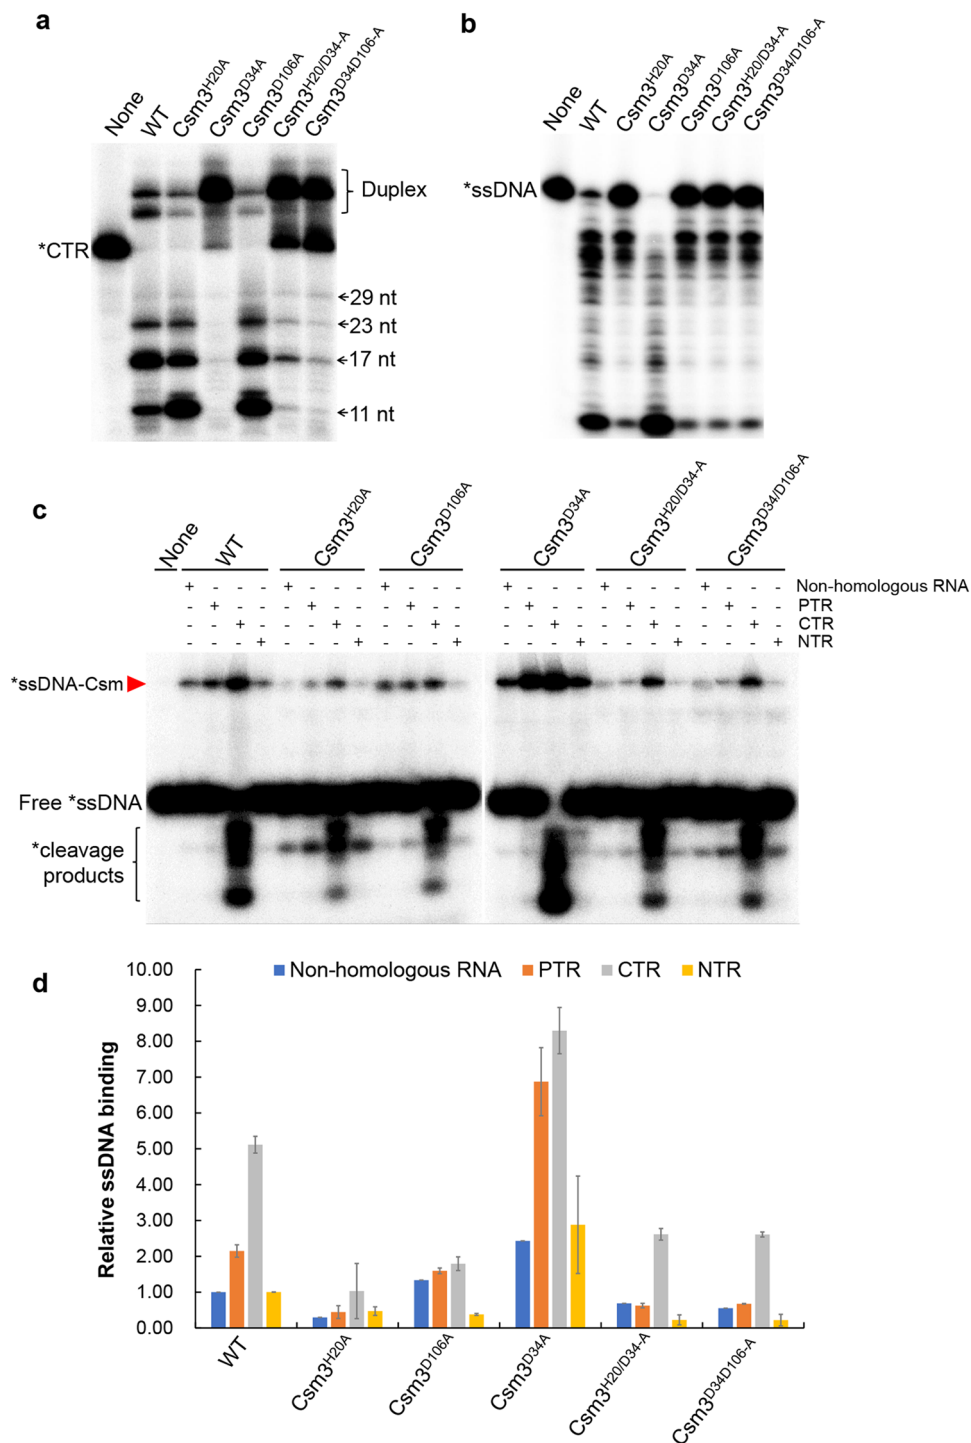 a
None
WT
Csm3H20A
Csm3D34A
Csm3D106A
Csm3H20/D34-A
Csm3D34D106-A
Duplex
*CTR
←29 nt
←23 nt
←17 nt
←11 nt
b
None
WT
Csm3H20A
Csm3D34A
Csm3D106A
Csm3H20/D34-A
Csm3D34/D106-A
*ssDNA
c
None
WT
Csm3H20A
Csm3D106A
Csm3D34A
Csm3H20/D34-A
Csm3D34/D106-A
+ - - - + - - - + - - - + - - - + - - - + - - - Non-homologous RNA
- + - - - + - - - + - - - + - - - + - - - + - - PTR
- - + - - - + - - - + - - - + - - - + - - - + - CTR
- - - + - - - + - - - + - - - + - - - + - - - + NTR
*ssDNA-Csm
Free *ssDNA
*cleavage
products
d
Non-homologous RNA PTR CTR NTR
Relative ssDNA binding
10.00
9.00
8.00
7.00
6.00
5.00
4.00
3.00
2.00
1.00
0.00
WT
Csm3H20A
Csm3D106A
Csm3D34A
Csm3H20/D34-A
Csm3D34D106-A